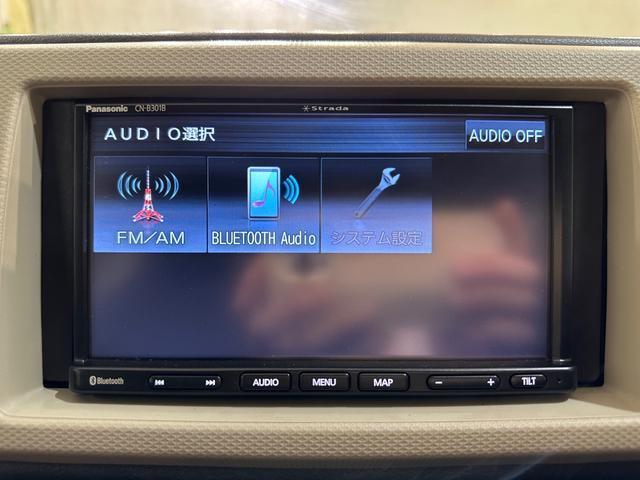 Panasonic CN-B301B Strada
AUDIO選択 AUDIO OFF
FM/AM BLUETOOTH Audio システム設定
Bluetooth AUDIO MENU MAP − + TILT